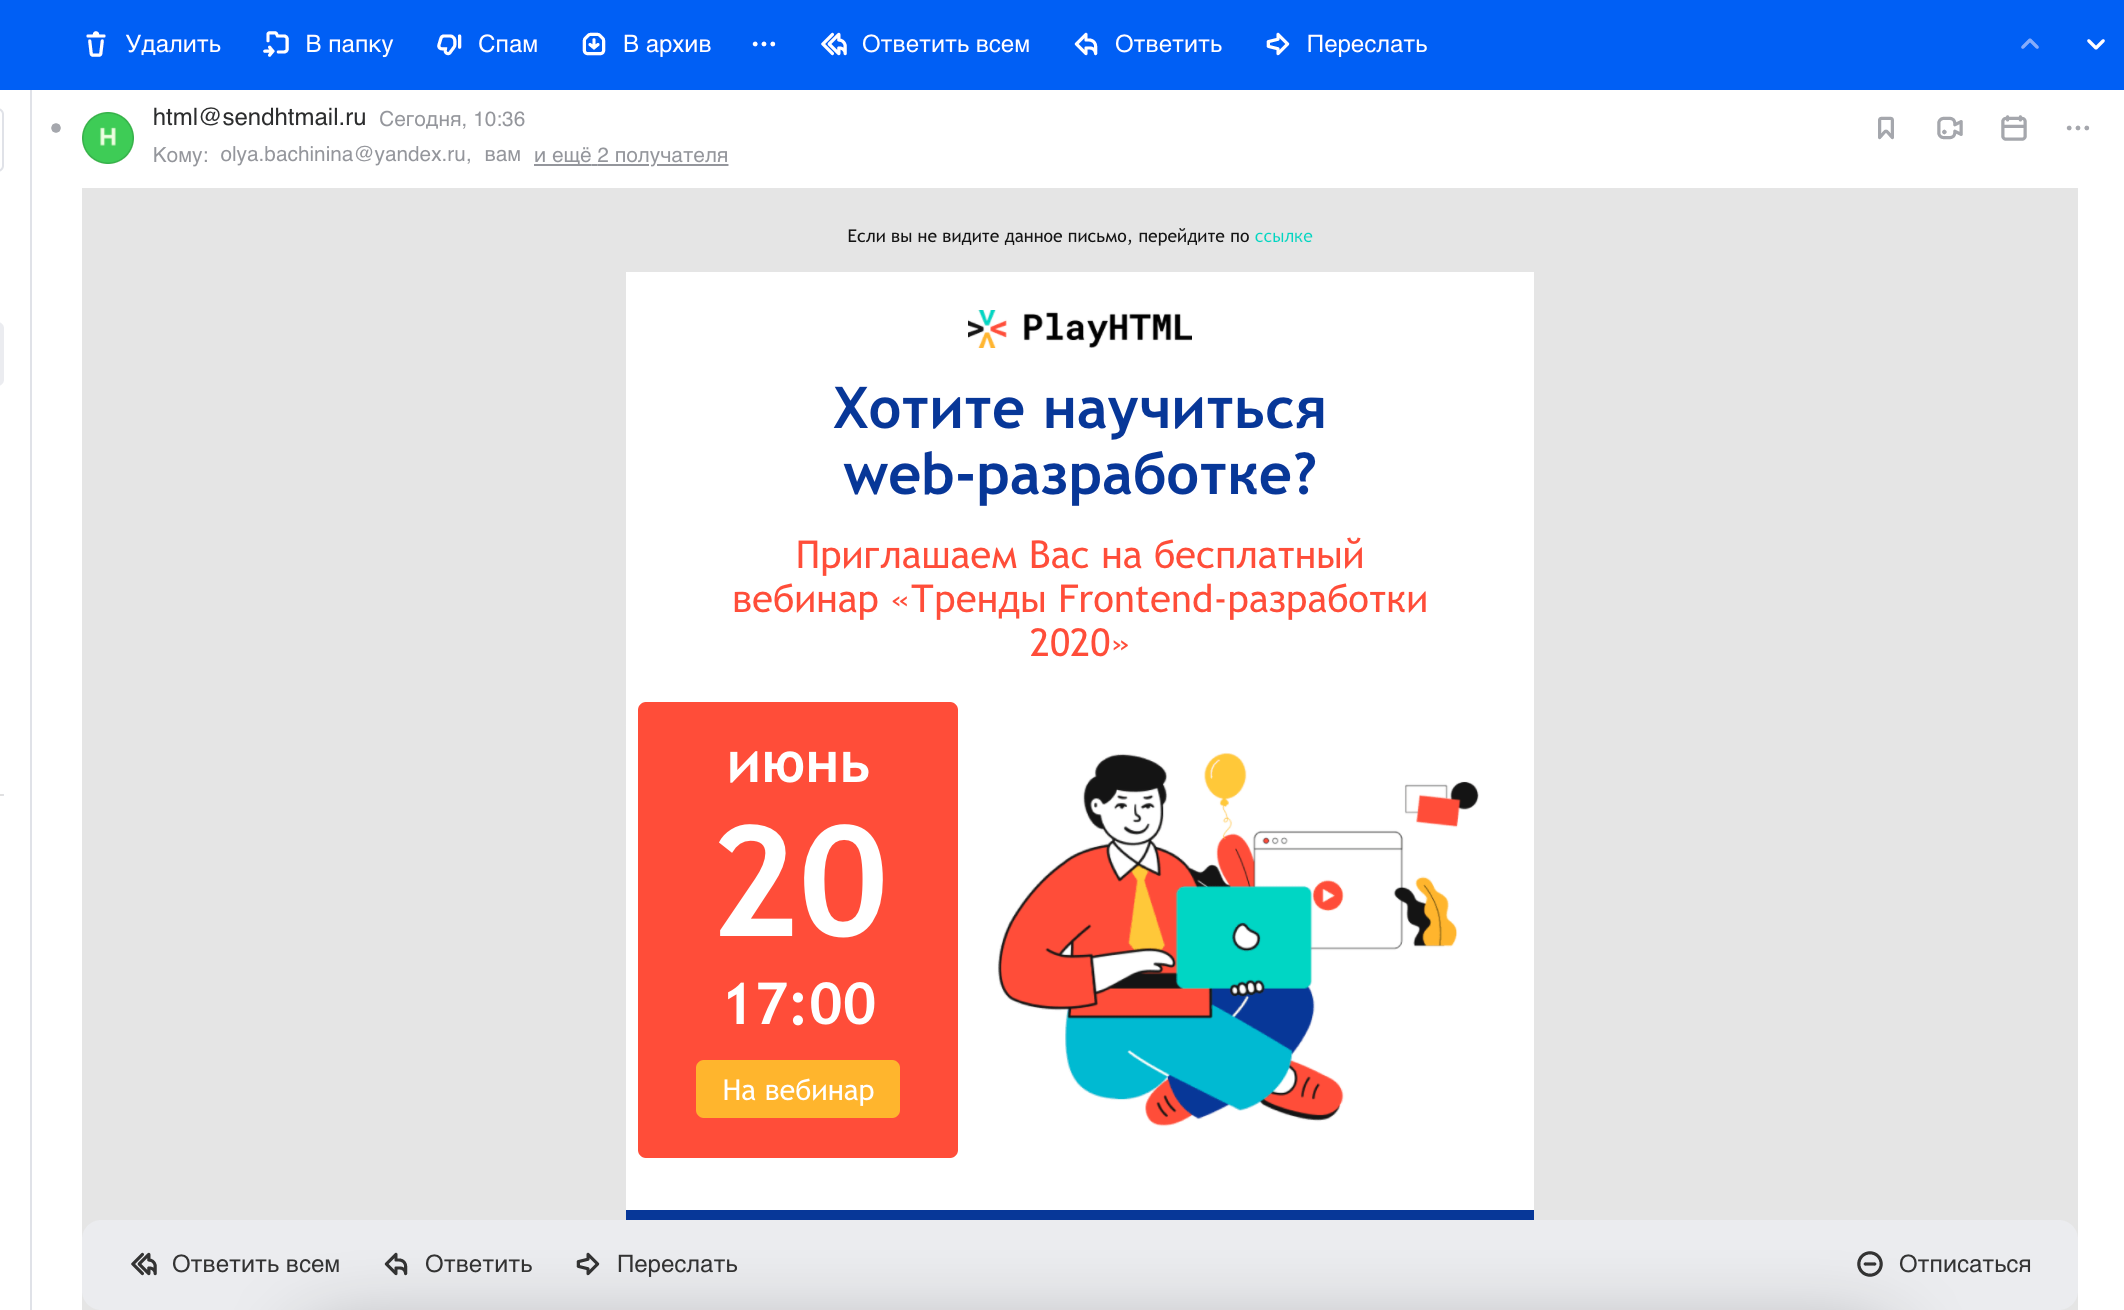 Удалить В папку Спам В архив Ответить всем Ответить Переслать
html@sendhtmail.ru Сегодня, 10:36
H
Кому: olya.bachinina@yandex.ru, вам и ещё 2 получателя
Если вы не видите данное письмо, перейдите по ссылке
PlayHTML
Хотите научиться
web-разработке?
Приглашаем Вас на бесплатный
вебинар «Тренды Frontend-разработки
2020»
июнь
20
17:00
На вебинар
Ответить всем Ответить Переслать Отписаться